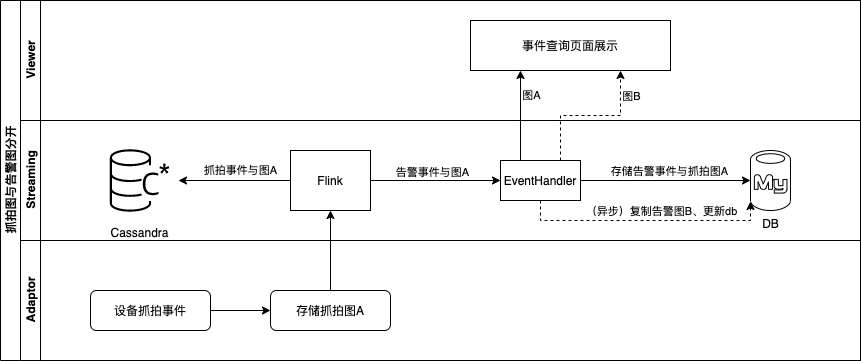 抓拍图与告警图分开
Viewer
事件查询页面展示
图A
图B
Streaming
C*
Cassandra
抓拍事件与图A
Flink
告警事件与图A
EventHandler
存储告警事件与抓拍图A
（异步）复制告警图B、更新db
My
DB
Adaptor
设备抓拍事件
存储抓拍图A